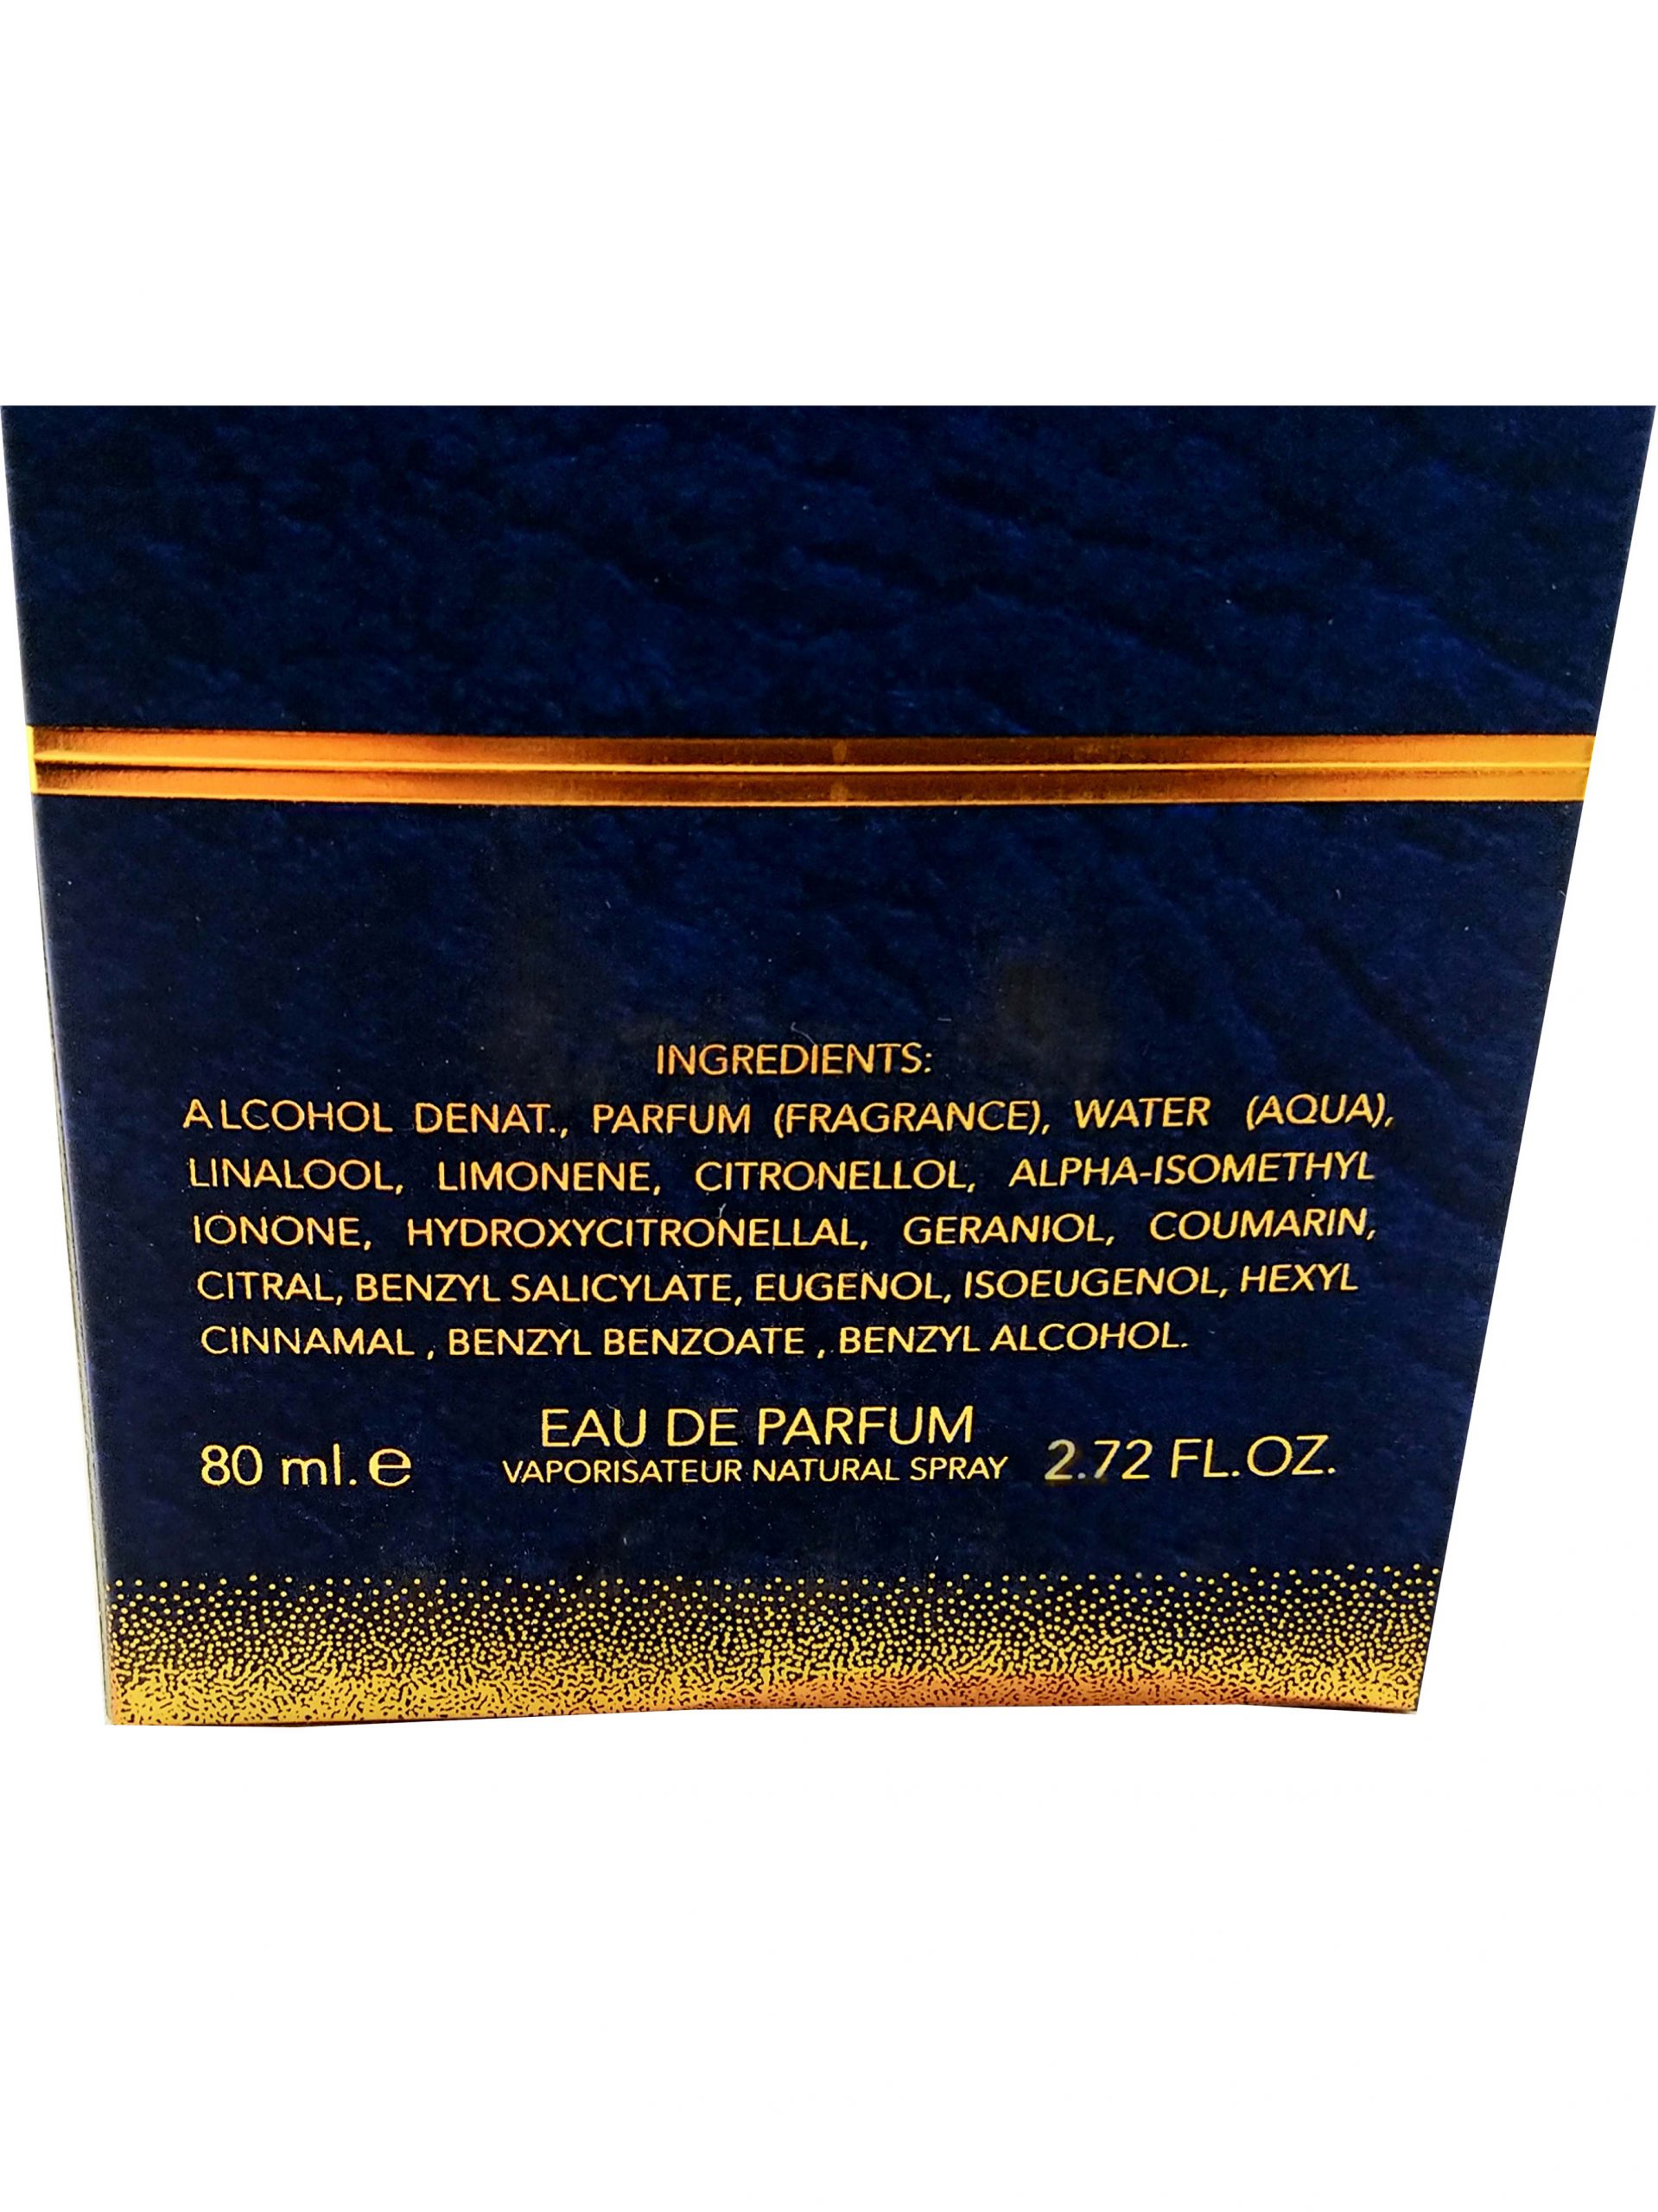 INGREDIENTS:
ALCOHOL DENAT., PARFUM (FRAGRANCE), WATER (AQUA),
LINALOOL, LIMONENE, CITRONELLOL, ALPHA-ISOMETHYL
IONONE, HYDROXYCITRONELLAL, GERANIOL, COUMARIN,
CITRAL, BENZYL SALICYLATE, EUGENOL, ISOEUGENOL, HEXYL
CINNAMAL , BENZYL BENZOATE , BENZYL ALCOHOL.
EAU DE PARFUM
80 ml. e VAPORISATEUR NATURAL SPRAY 2.72 FL.OZ.